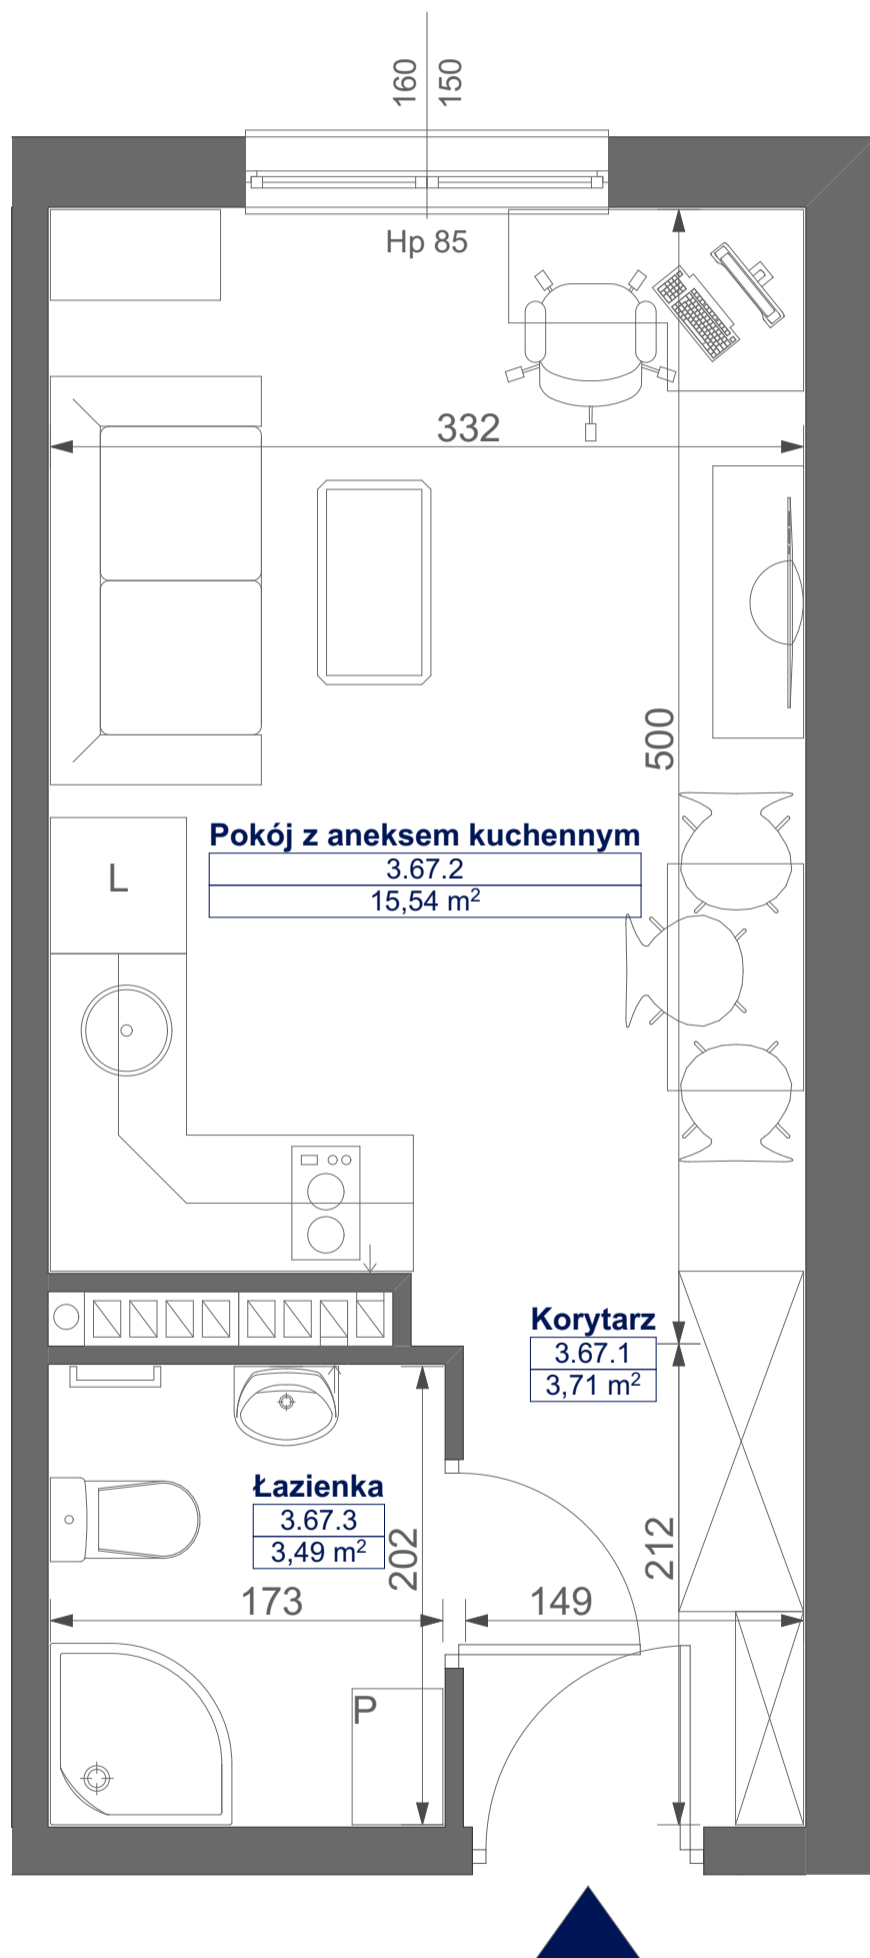 160
150
Hp 85
332
500
Pokój z aneksem kuchennym
3.67.2
15,54 m²
L
Korytarz
3.67.1
3,71 m²
Łazienka
3.67.3
3,49 m²
202
212
173
149
P